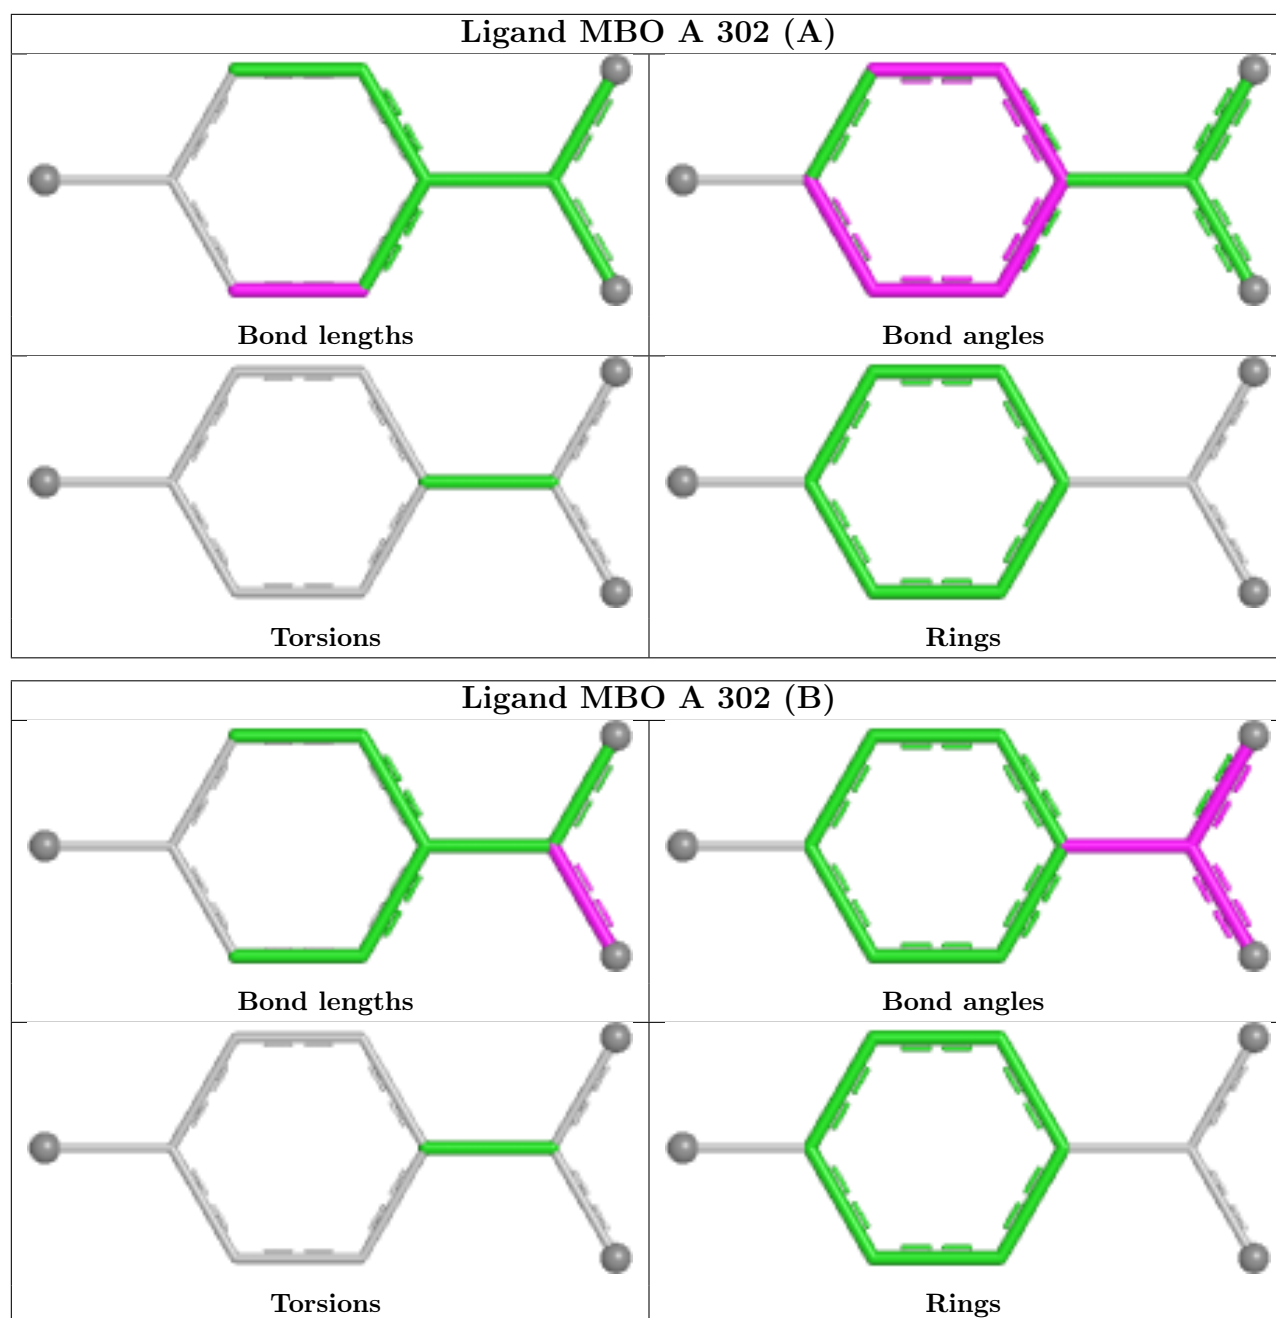 Ligand MBO A 302 (A)
Bond lengths
Bond angles
Torsions
Rings
Ligand MBO A 302 (B)
Bond lengths
Bond angles
Torsions
Rings